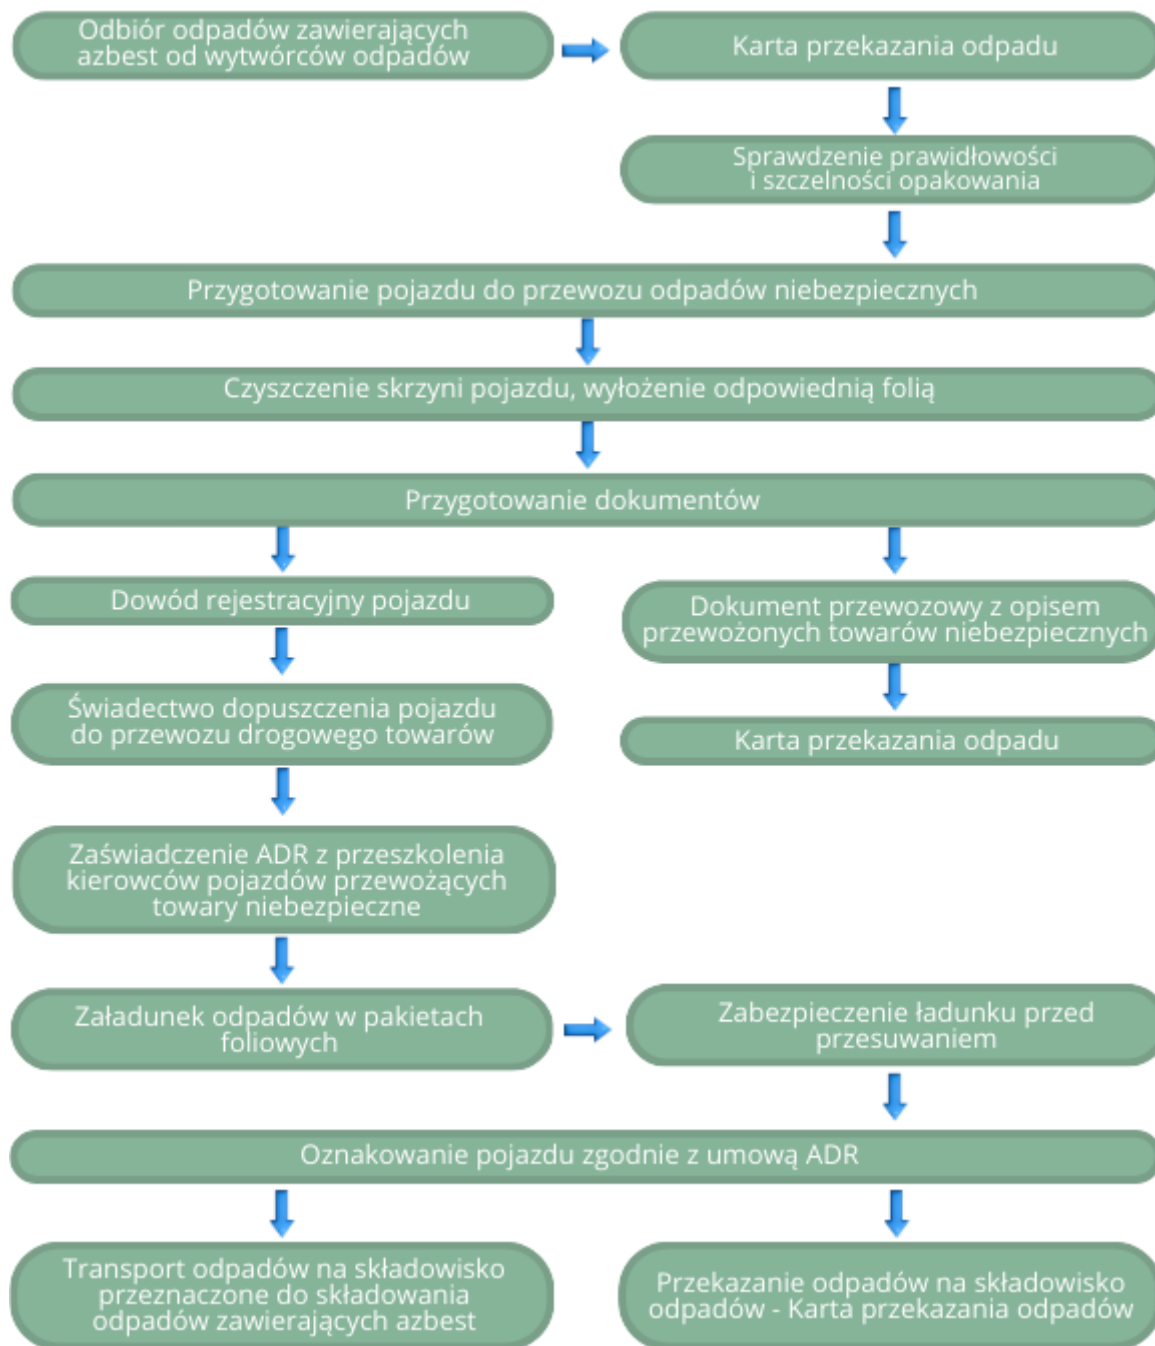 Odbiór odpadów zawierających
azbest od wytwórców odpadów
Karta przekazania odpadu
Sprawdzenie prawidłowości
i szczelności opakowania
Przygotowanie pojazdu do przewozu odpadów niebezpiecznych
Czyszczenie skrzyni pojazdu, wyłożenie odpowiednią folią
Przygotowanie dokumentów
Dowód rejestracyjny pojazdu
Świadectwo dopuszczenia pojazdu
do przewozu drogowego towarów
Zaświadczenie ADR z przeszkolenia
kierowców pojazdów przewożących
towary niebezpieczne
Dokument przewozowy z opisem
przewożonych towarów niebezpiecznych
Karta przekazania odpadu
Załadunek odpadów w pakietach
foliowych
Zabezpieczenie ładunku przed
przesuwaniem
Oznakowanie pojazdu zgodnie z umową ADR
Transport odpadów na składowisko
przeznaczone do składowania
odpadów zawierających azbest
Przekazanie odpadów na składowisko
odpadów - Karta przekazania odpadów